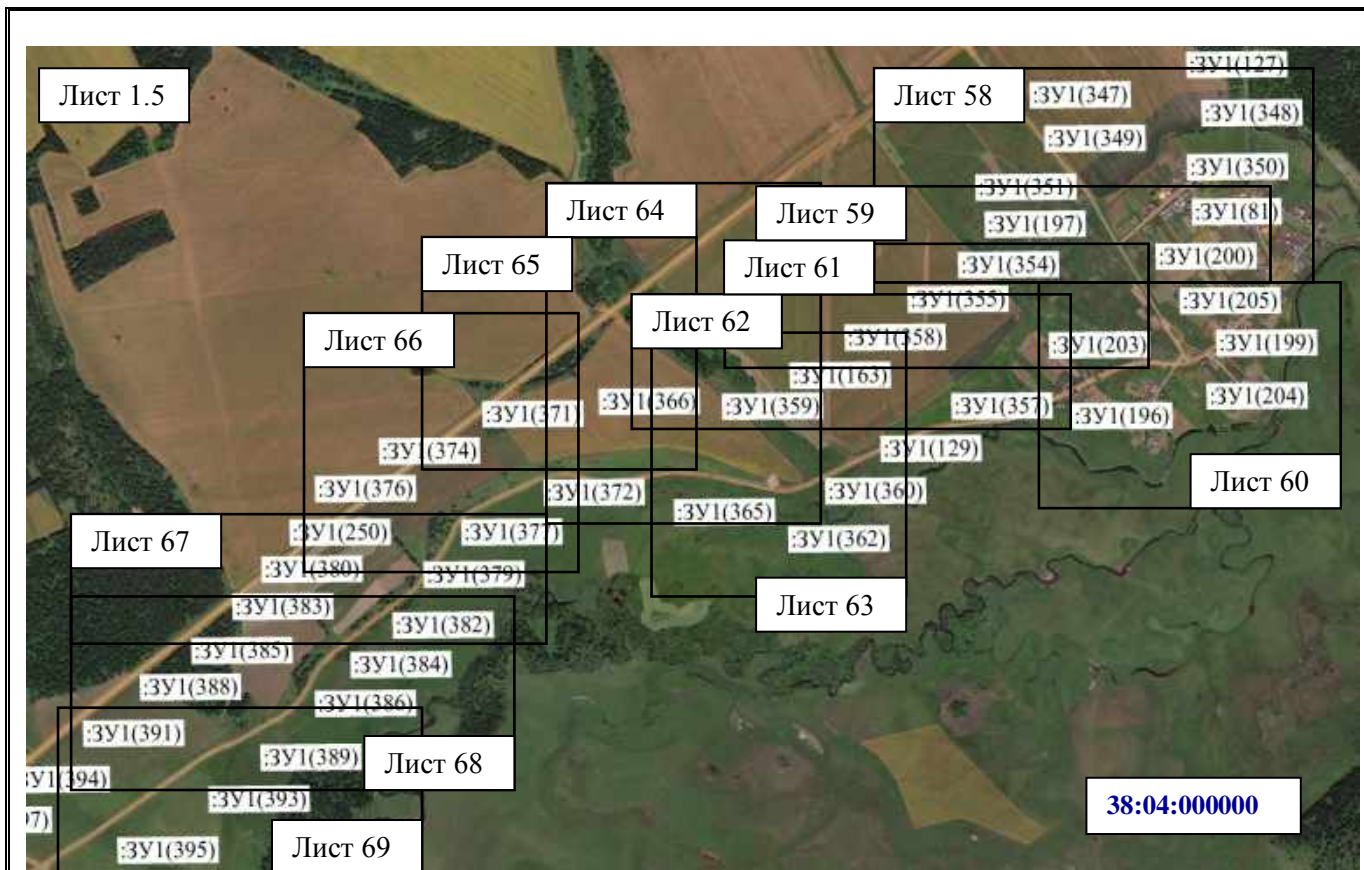 :ЗУ1(127)
Лист 1.5
Лист 58
:ЗУ1(347)
:ЗУ1(348)
:ЗУ1(349)
:ЗУ1(350)
:ЗУ1(351)
Лист 64
Лист 59
:ЗУ1(81)
:ЗУ1(197)
:ЗУ1(200)
Лист 65
Лист 61
:ЗУ1(354)
:ЗУ1(355)
:ЗУ1(205)
Лист 66
Лист 62
:ЗУ1(358)
:ЗУ1(203)
:ЗУ1(199)
:ЗУ1(163)
:ЗУ1(371)
:ЗУ1(366)
:ЗУ1(359)
:ЗУ1(357)
:ЗУ1(196)
:ЗУ1(204)
:ЗУ1(374)
:ЗУ1(129)
:ЗУ1(376)
:ЗУ1(372)
:ЗУ1(360)
Лист 60
:ЗУ1(365)
Лист 67
:ЗУ1(250)
:ЗУ1(377)
:ЗУ1(362)
:ЗУ1(380)
:ЗУ1(379)
:ЗУ1(383)
Лист 63
:ЗУ1(382)
:ЗУ1(385)
:ЗУ1(384)
:ЗУ1(388)
:ЗУ1(386)
:ЗУ1(391)
:ЗУ1(389)
Лист 68
ЗУ1(394)
:ЗУ1(393)
38:04:000000
97)
:ЗУ1(395)
Лист 69